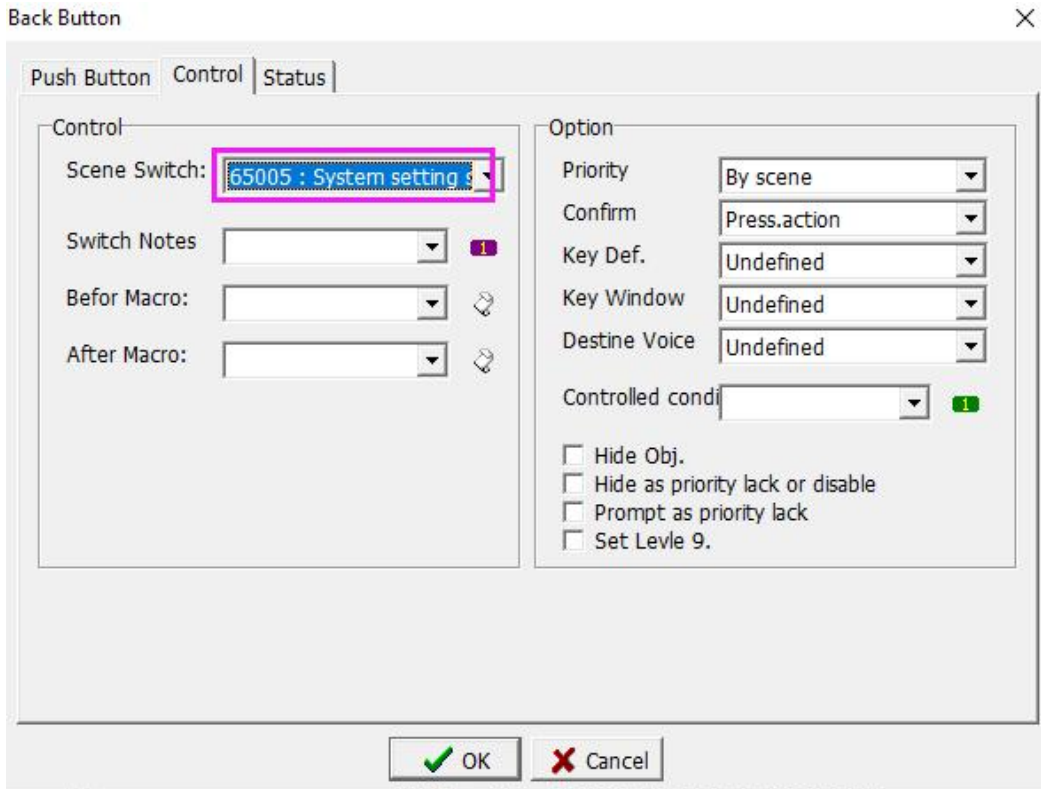 Back Button
Push Button Control Status
Control
Scene Switch: 65005 : System setting s
Switch Notes 1
Befor Macro:
After Macro:
Option
Priority By scene
Confirm Press.action
Key Def. Undefined
Key Window Undefined
Destine Voice Undefined
Controlled condi 1
Hide Obj.
Hide as priority lack or disable
Prompt as priority lack
Set Levle 9.
OK Cancel